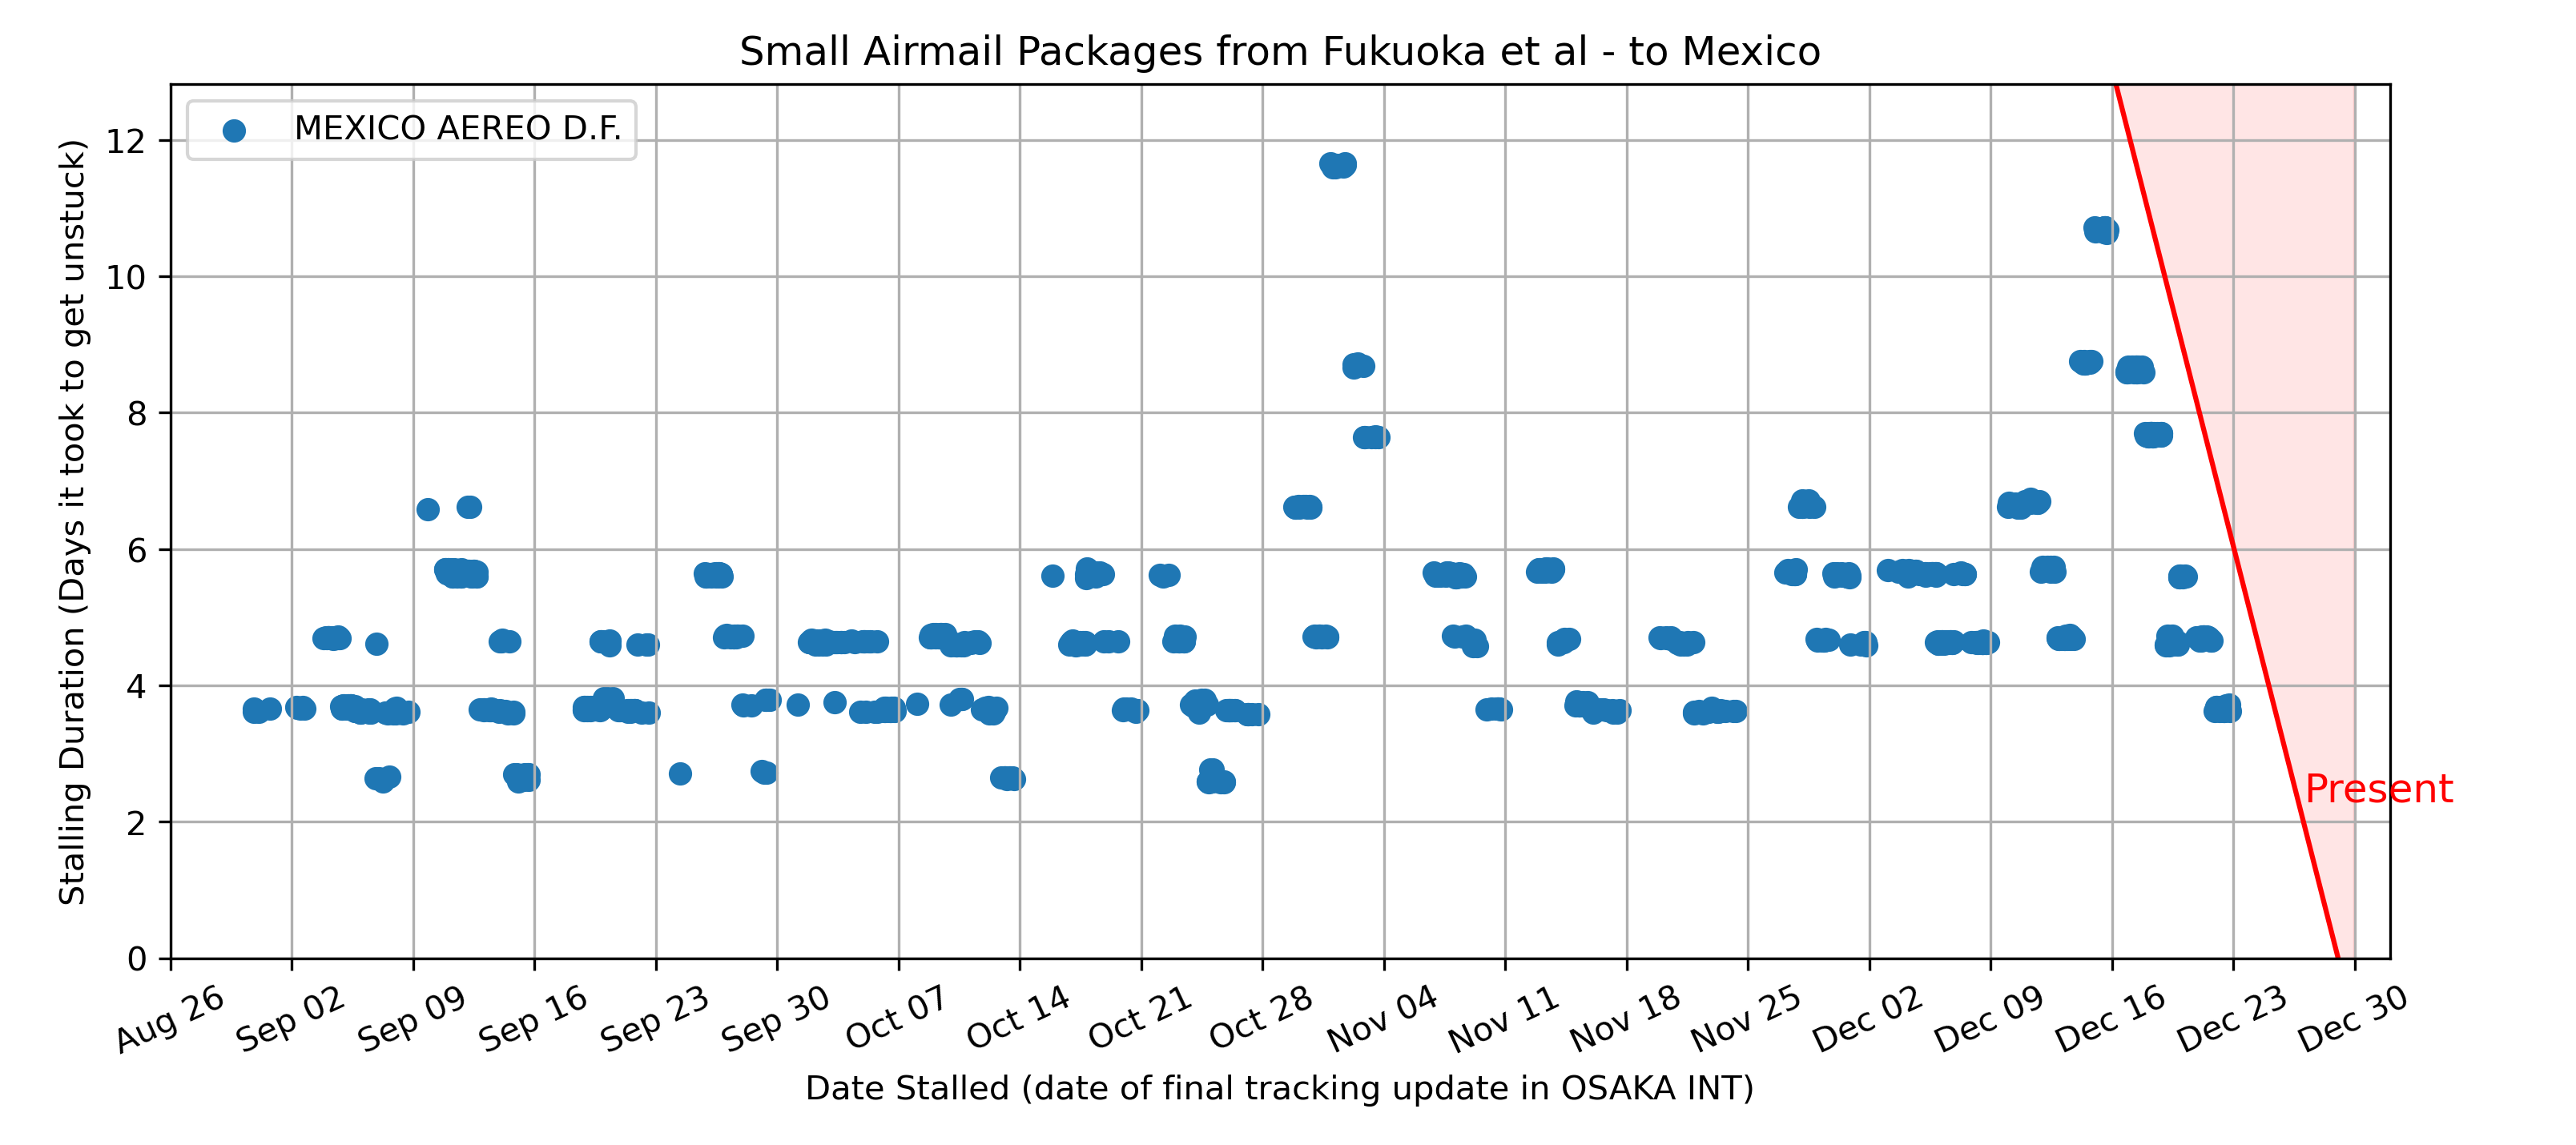 Small Airmail Packages from Fukuoka et al - to Mexico
MEXICO AEREO D.F.
Stalling Duration (Days it took to get unstuck)
12
10
8
6
4
2
0
Present
Aug 26
Sep 02
Sep 09
Sep 16
Sep 23
Sep 30
Oct 07
Oct 14
Oct 21
Oct 28
Nov 04
Nov 11
Nov 18
Nov 25
Dec 02
Dec 09
Dec 16
Dec 23
Dec 30
Date Stalled (date of final tracking update in OSAKA INT)